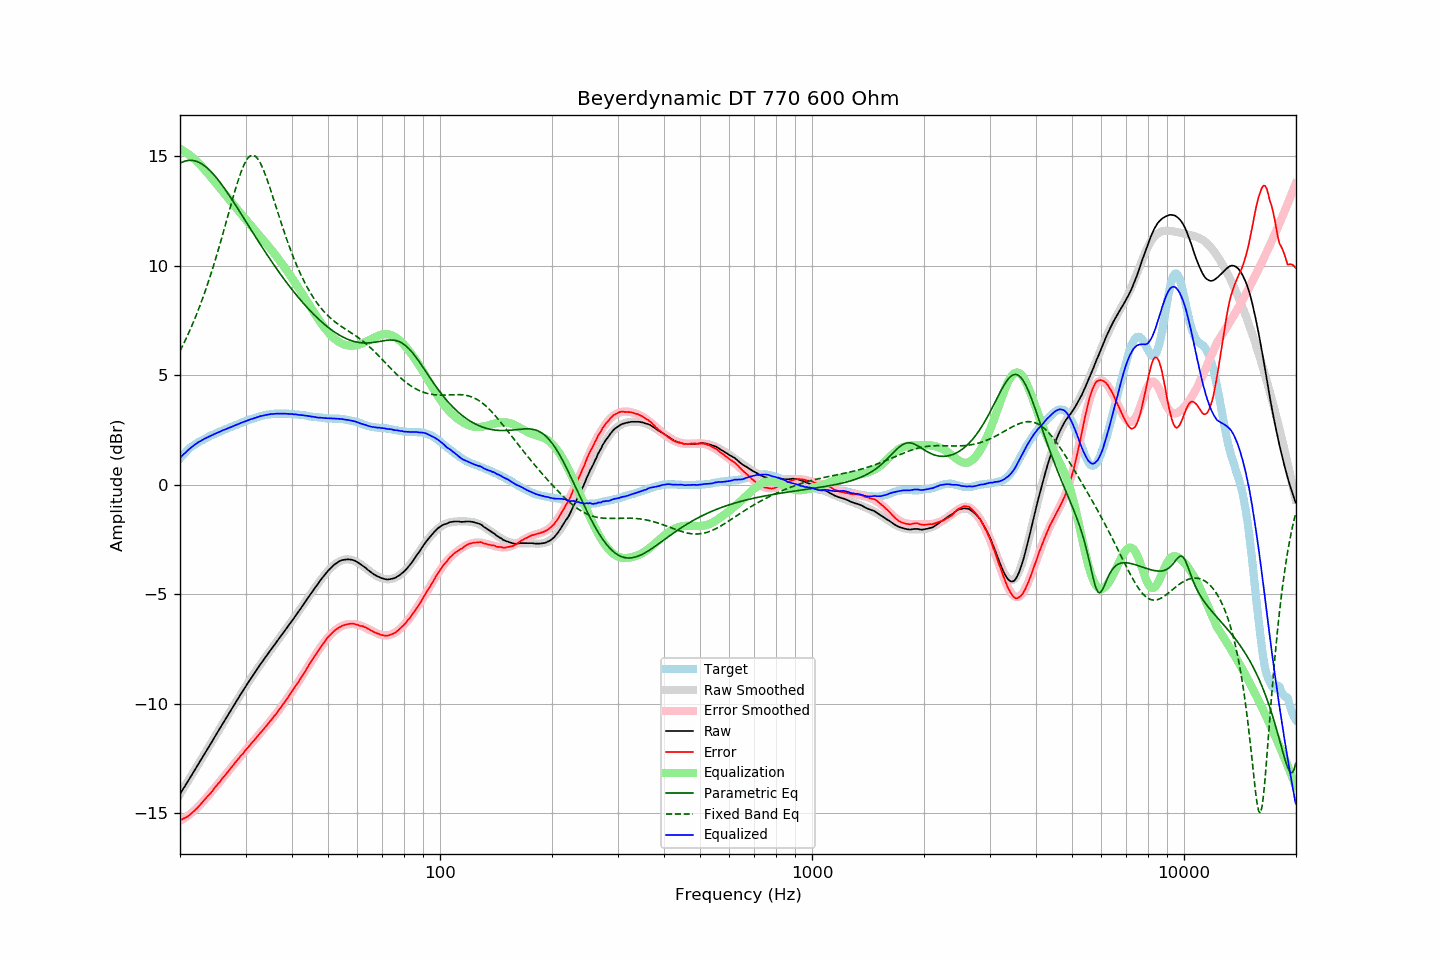 Beyerdynamic DT 770 600 Ohm
Amplitude (dBr)
15
10
5
0
−5
−10
−15
Target
Raw Smoothed
Error Smoothed
Raw
Error
Equalization
Parametric Eq
Fixed Band Eq
Equalized
100
1000
10000
Frequency (Hz)